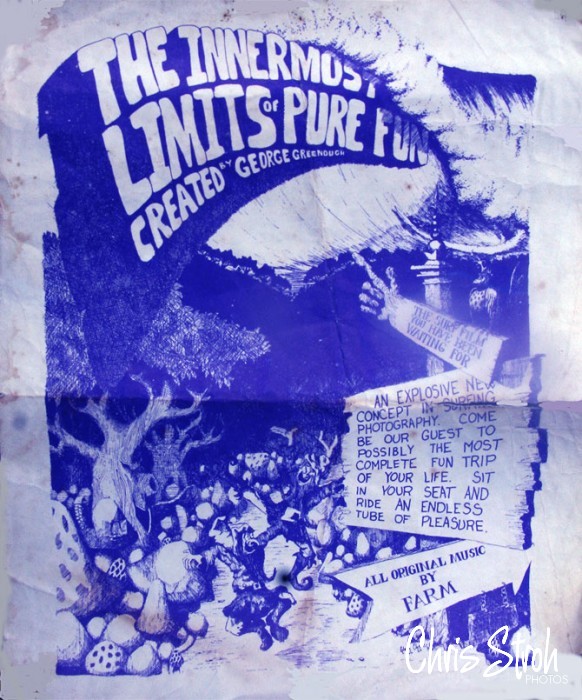 THE INNERMOST
LIMITS OF PURE FUN
CREATED BY GEORGE GREENOUGH
THE SURF FLICK
YOU HAVE BEEN
WAITING FOR
AN EXPLOSIVE NEW
CONCEPT IN SURFING
PHOTOGRAPHY. COME
BE OUR GUEST TO
POSSIBLY THE MOST
COMPLETE FUN TRIP
OF YOUR LIFE. SIT
IN YOUR SEAT AND
RIDE AN ENDLESS
TUBE OF PLEASURE.
ALL ORIGINAL MUSIC
BY
FARM
Chris Stroh
PHOTOS